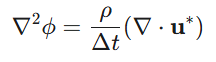 ∇²ϕ = ρ/Δt (∇ · u*)